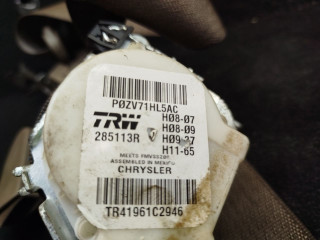 P0ZV71HL5AC
TRW
285113R
H08-07
H08-09
H09-27
H11-65
MEETS FMVSS209
ASSEMBLED IN MEXICO
CHRYSLER
TR41961C2946